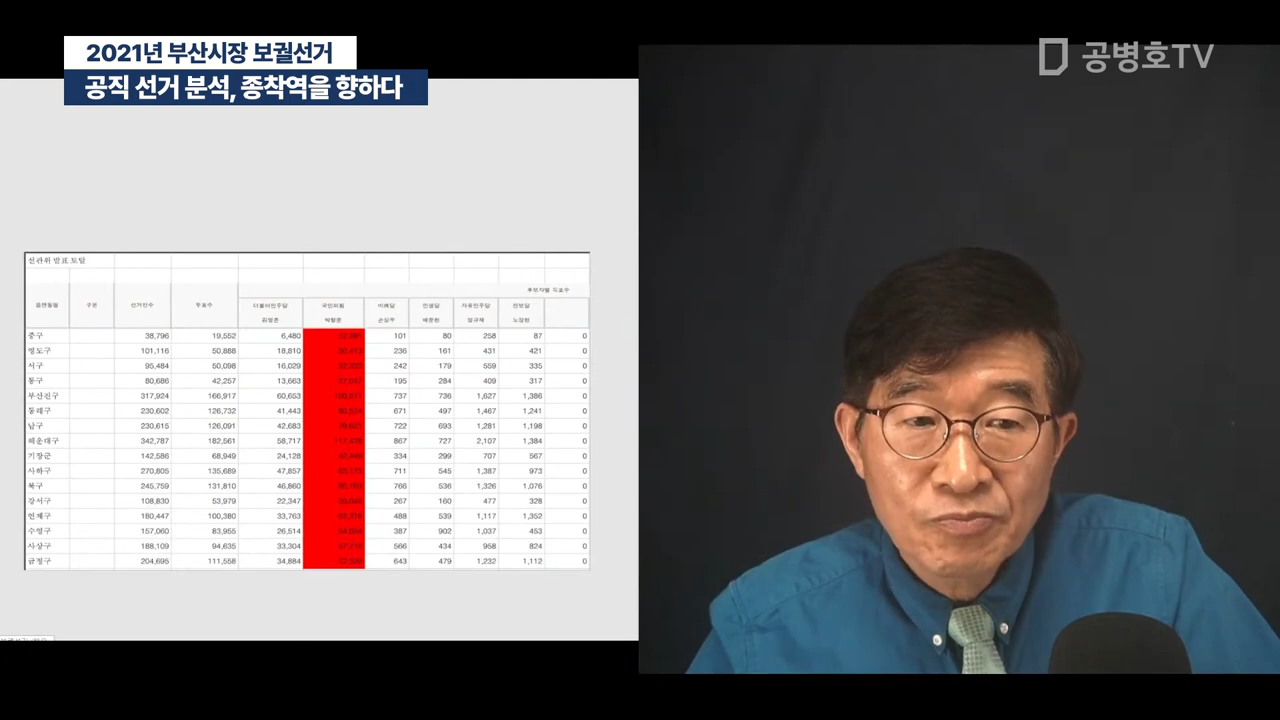 2021년 부산시장 보궐선거
공직 선거 분석, 종착역을 향하다
공병호TV
선관위 발표 토탈
후보자별 득표수
읍면동명 구분 선거인수 투표수 더불어민주당 국민의힘 미래당 민생당 자유민주당 진보당
김영춘 박형준 손상우 배준현 정규재 노정현
중구 38,796 19,552 6,480 101 80 258 87 0
영도구 101,116 50,888 18,810 236 161 431 421 0
서구 95,484 50,098 16,029 242 179 559 335 0
동구 80,686 42,257 13,663 195 284 409 317 0
부산진구 317,924 166,917 60,653 737 736 1,627 1,386 0
동래구 230,602 126,732 41,443 671 497 1,467 1,241 0
남구 230,615 126,091 42,683 722 693 1,281 1,198 0
해운대구 342,787 182,561 58,717 867 727 2,107 1,384 0
기장군 142,586 68,949 24,128 334 299 707 567 0
사하구 270,805 135,689 47,857 711 545 1,387 973 0
북구 245,759 131,810 46,860 766 536 1,326 1,076 0
강서구 108,830 53,979 22,347 267 160 477 328 0
연제구 180,447 100,380 33,763 488 539 1,117 1,352 0
수영구 157,060 83,955 26,514 387 902 1,037 453 0
사상구 188,109 94,635 33,304 566 434 958 824 0
금정구 204,695 111,558 34,884 643 479 1,232 1,112 0